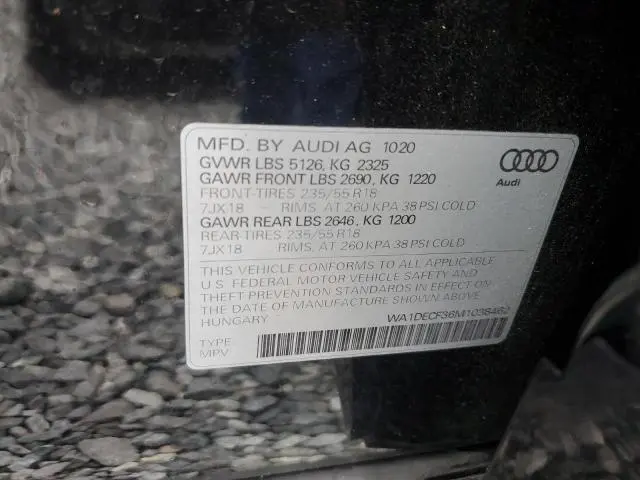 MFD. BY AUDI AG 1020
GVWR LBS 5126, KG 2325
GAWR FRONT LBS 2690, KG 1220
FRONT-TIRES 235/55 R18
7JX18 RIMS, AT 260 KPA 38 PSI COLD
GAWR REAR LBS 2646, KG 1200
REAR-TIRES 235/55 R18
7JX18 RIMS, AT 260 KPA 38 PSI COLD
Audi
THIS VEHICLE CONFORMS TO ALL APPLICABLE
U.S. FEDERAL MOTOR VEHICLE SAFETY AND
THEFT PREVENTION STANDARDS IN EFFECT ON
THE DATE OF MANUFACTURE SHOWN ABOVE.
HUNGARY
WA1DECF36M1038462
TYPE
MPV